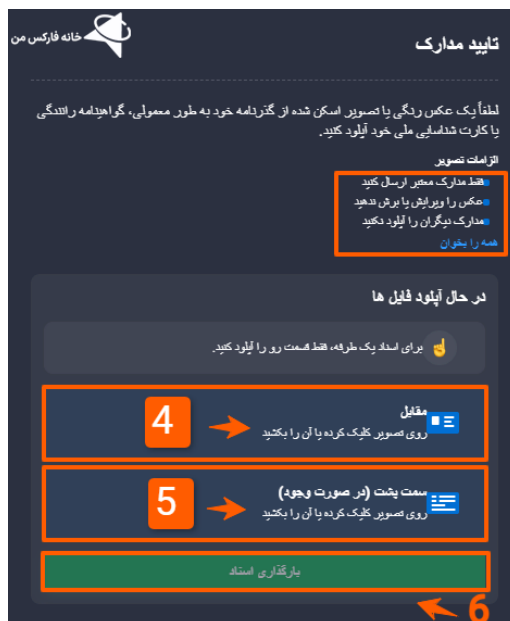 خانه فارکس من
تایید مدارک
لطفاً یک عکس رنگی یا تصویر اسکن شده از گذرنامه خود به طور معمولی، گواهینامه رانندگی
یا کارت شناسایی ملی خود آپلود کنید.
الزامات تصویر
فقط مدارک معتبر ارسال کنید
عکس را ویرایش یا برش ندهید
مدارک دیگران را آپلود نکنید
همه را بخوان
در حال آپلود فایل ها
برای اسناد یک طرفه، فقط قسمت رو را آپلود کنید.
مقابل
روی تصویر کلیک کرده یا آن را بکشید
4
سمت پشت (در صورت وجود)
روی تصویر کلیک کرده یا آن را بکشید
5
بارگذاری اسناد
6